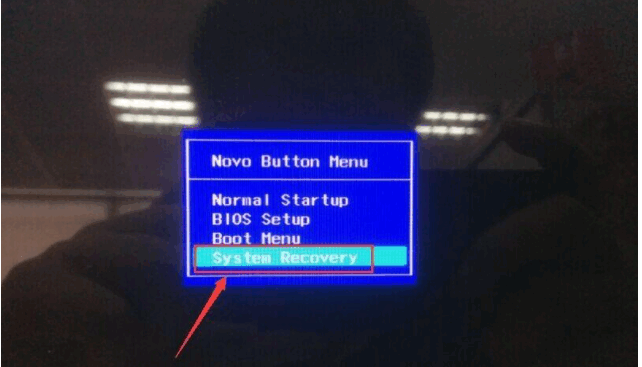 Novo Button Menu
Normal Startup
BIOS Setup
Boot Menu
System Recovery